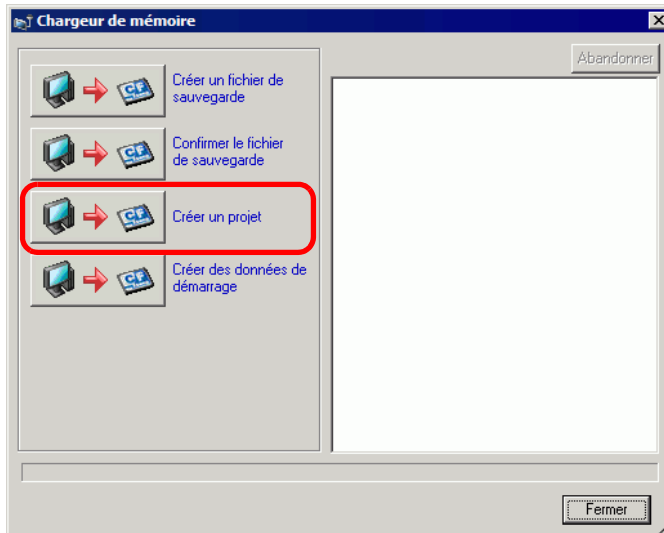 Chargeur de mémoire
Abandonner
Créer un fichier de
sauvegarde
Confirmer le fichier
de sauvegarde
Créer un projet
Créer des données de
démarrage
Fermer